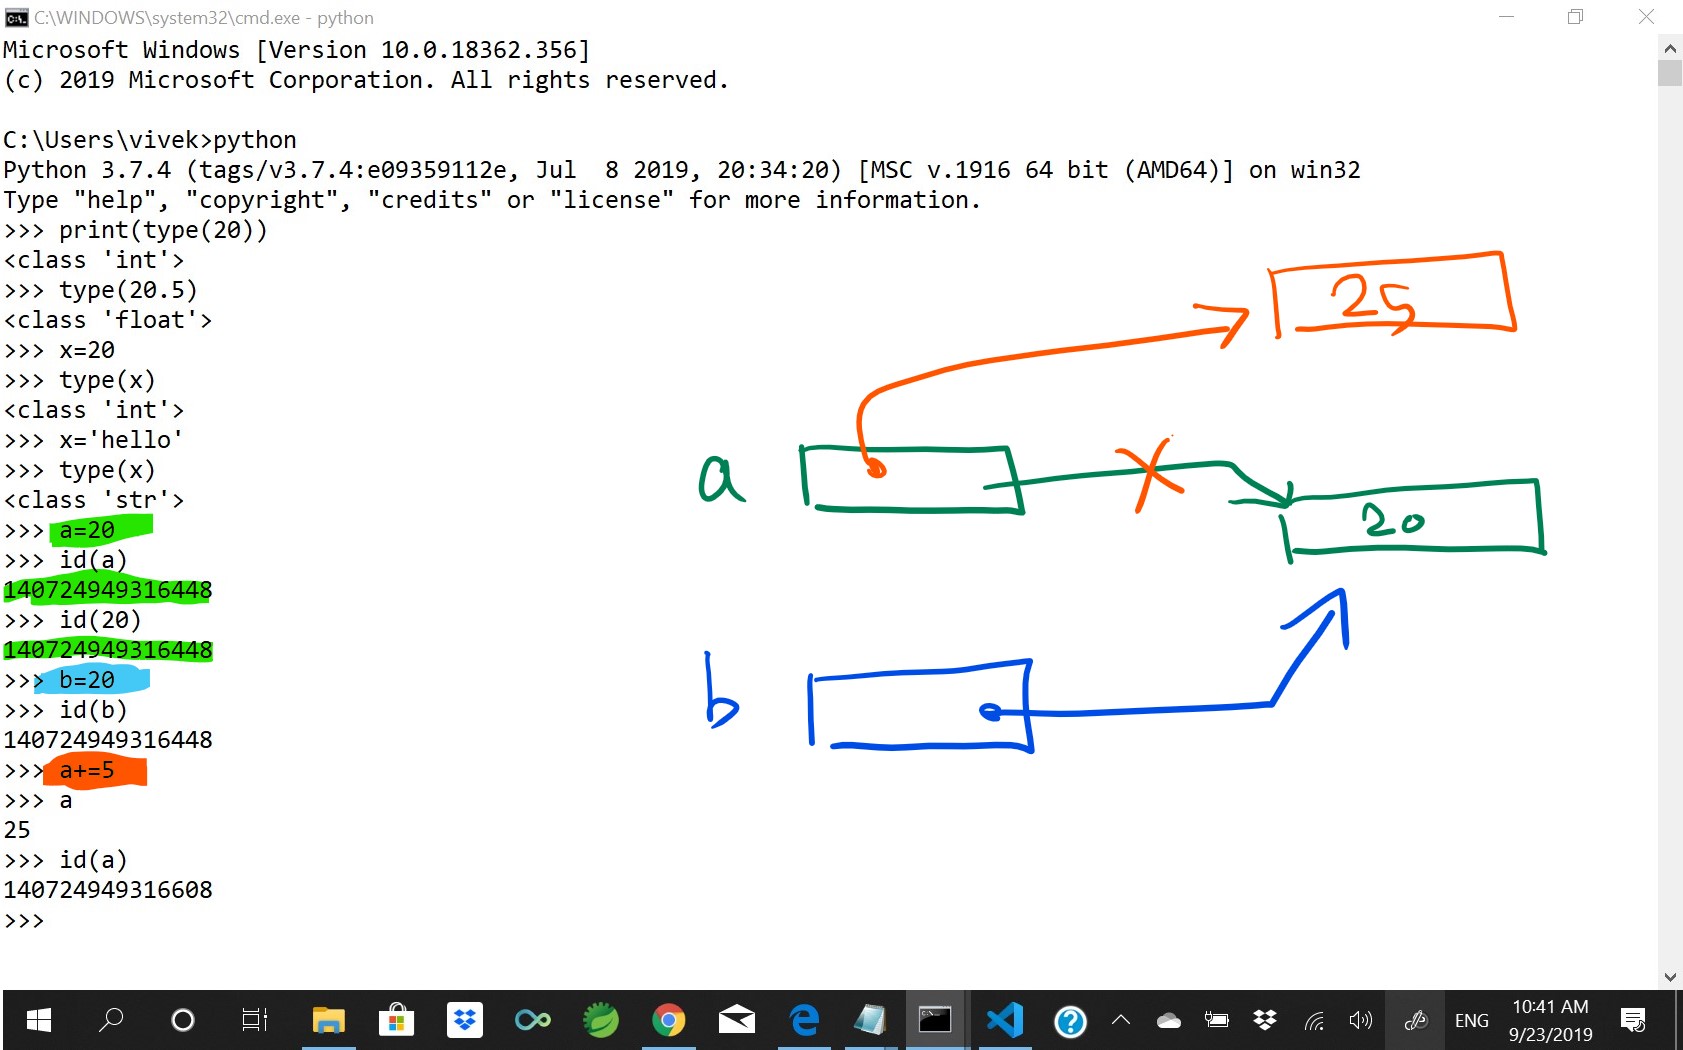 C:\WINDOWS\system32\cmd.exe - python
Microsoft Windows [Version 10.0.18362.356]
(c) 2019 Microsoft Corporation. All rights reserved.
C:\Users\vivek>python
Python 3.7.4 (tags/v3.7.4:e09359112e, Jul  8 2019, 20:34:20) [MSC v.1916 64 bit (AMD64)] on win32
Type "help", "copyright", "credits" or "license" for more information.
>>> print(type(20))
<class 'int'>
>>> type(20.5)
<class 'float'>
>>> x=20
>>> type(x)
<class 'int'>
>>> x='hello'
>>> type(x)
<class 'str'>
>>> a=20
>>> id(a)
140724949316448
>>> id(20)
140724949316448
>>> b=20
>>> id(b)
140724949316448
>>> a+=5
>>> a
25
>>> id(a)
140724949316608
>>>
25
a
20
b
ENG
10:41 AM
9/23/2019